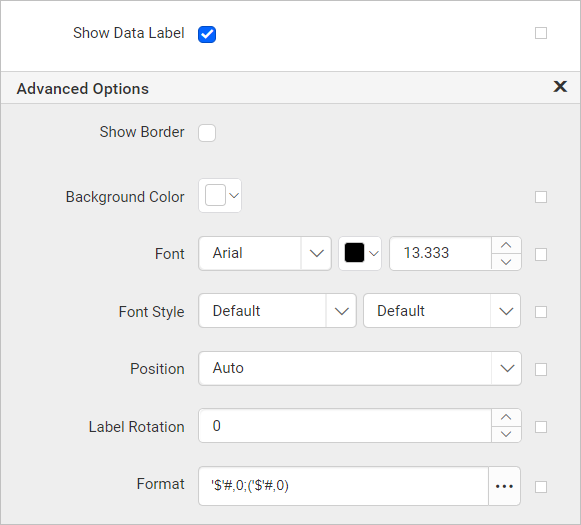 Show Data Label
Advanced Options
Show Border
Background Color
Font Arial 13.333
Font Style Default Default
Position Auto
Label Rotation 0
Format '$'#,0;('$'#,0) ...